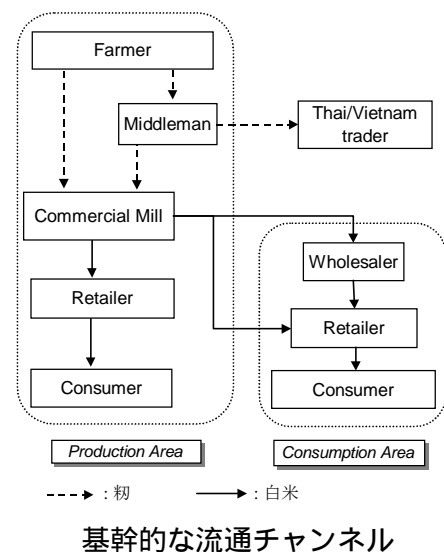 Farmer
Middleman
Thai/Vietnam
trader
Commercial Mill
Wholesaler
Retailer
Retailer
Consumer
Consumer
Production Area
Consumption Area
：籾
：白米
基幹的な流通チャンネル